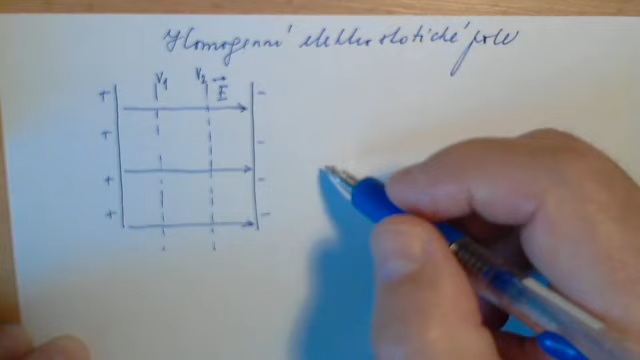 Homogenní elektrostatické pole
V₁ V₂ E⃗
+ -
+ -
+ -
+ -